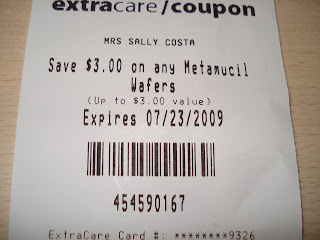 extracare/coupon
MRS SALLY COSTA
Save $3.00 on any Metamucil
Wafers
(Up to $3.00 value)
Expires 07/23/2009
454590167
ExtraCare Card #: ********9326